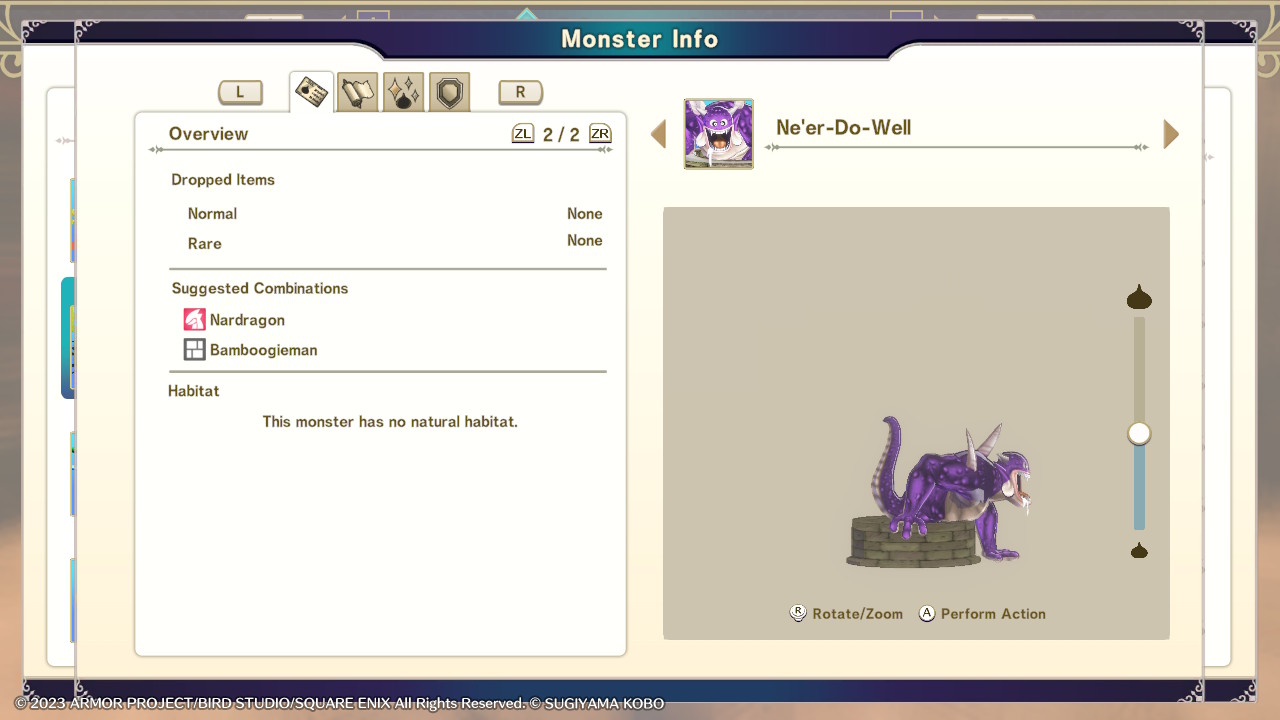 Monster Info
L
R
Overview
ZL 2 / 2 ZR
Dropped Items
Normal None
Rare None
Suggested Combinations
Nardragon
Bamboogieman
Habitat
This monster has no natural habitat.
Ne'er-Do-Well
R Rotate/Zoom A Perform Action
© 2023 ARMOR PROJECT/BIRD STUDIO/SQUARE ENIX All Rights Reserved. © SUGIYAMA KOBO